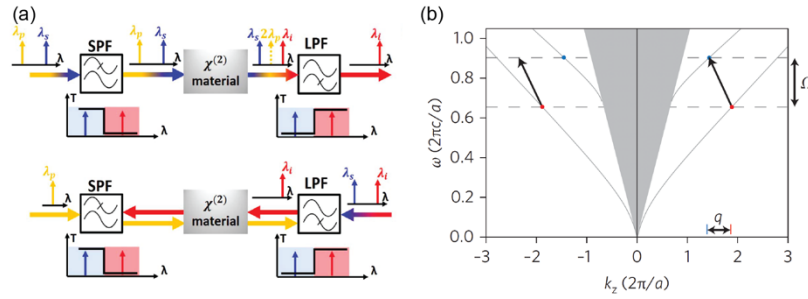 (a)
λp λs λ
SPF
λp λs λ
χ(2)
material
λs 2λp λi λ
LPF
λi λ
T λ
T λ
λp λ
SPF
χ(2)
material
λi λ
LPF
λs λi λ
T λ
T λ
(b)
ω (2πc/a)
1.0
0.8
0.6
0.4
0.2
0.0
Ω
q
-3 -2 -1 0 1 2 3
kz (2π/a)